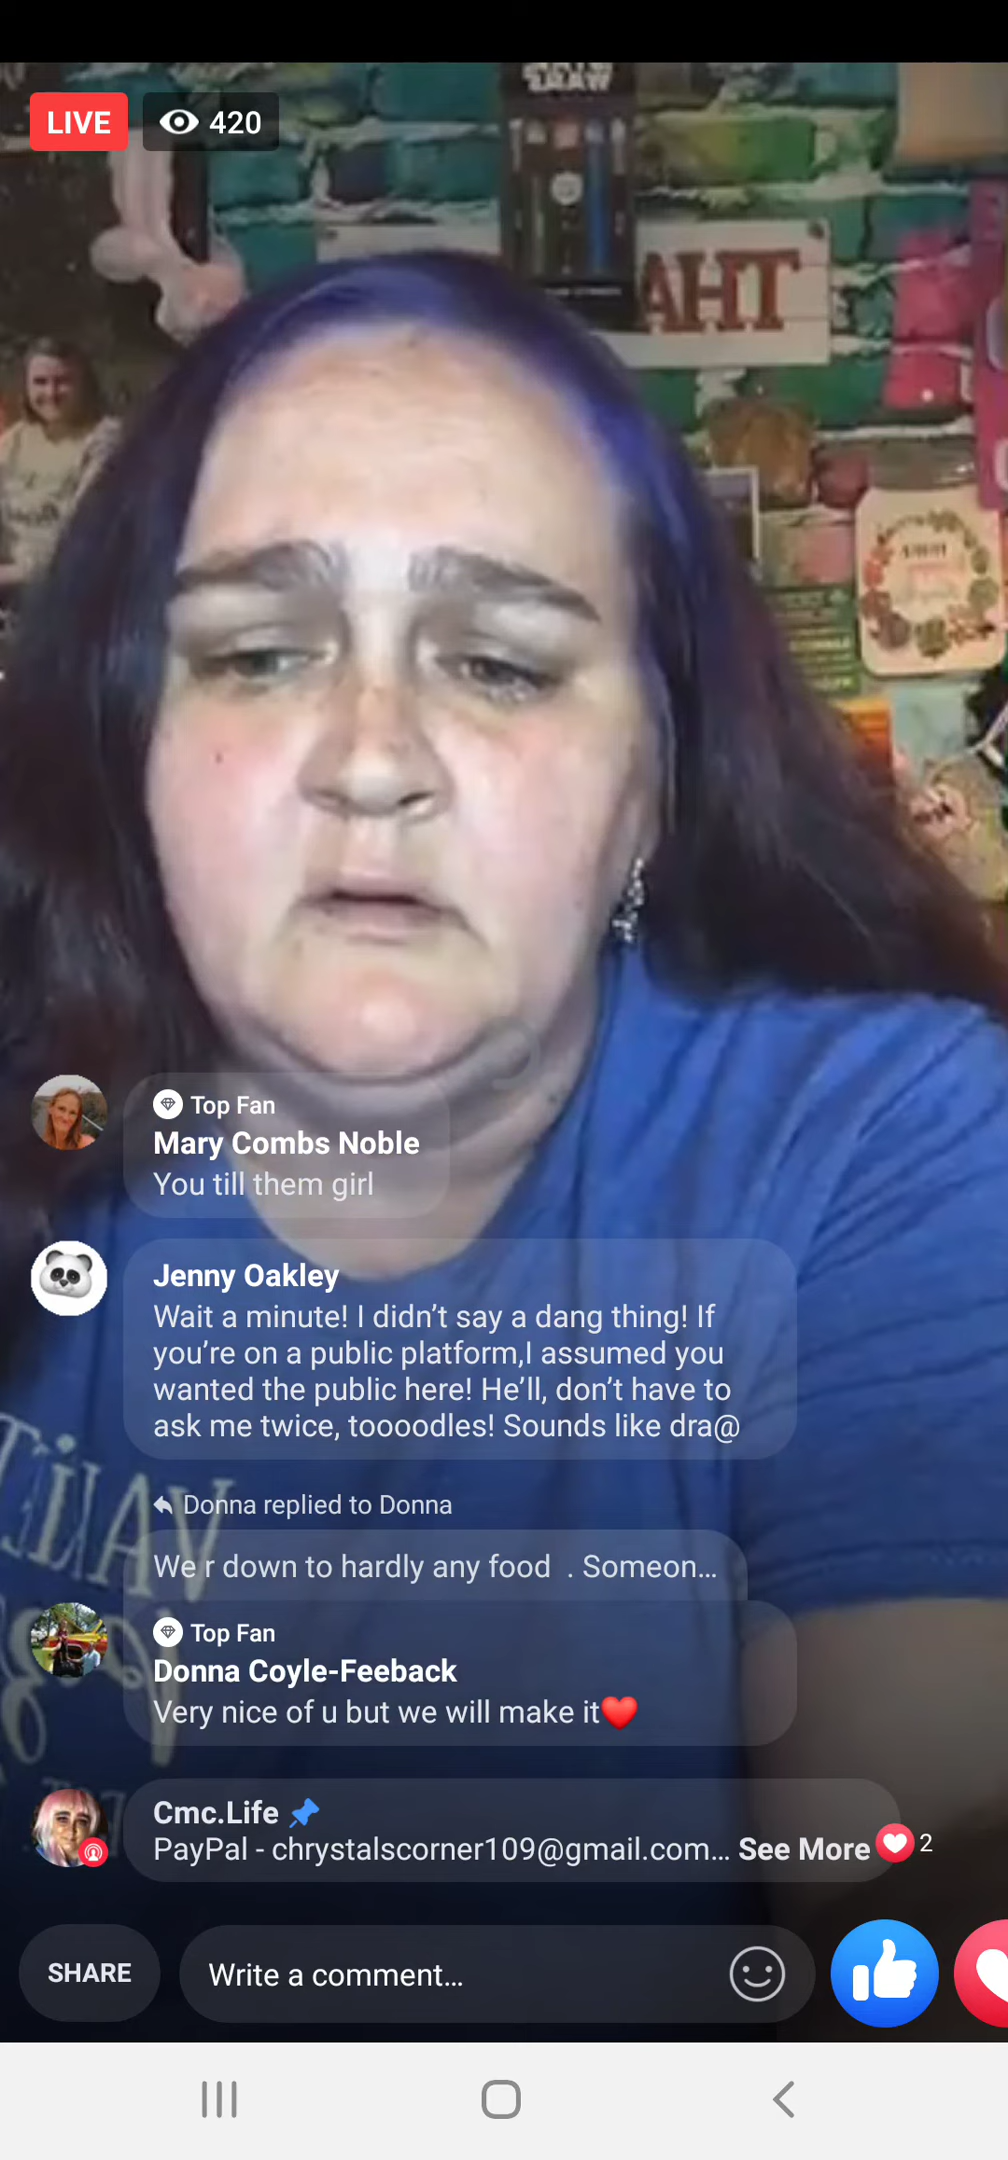 LIVE 420
AHT
Top Fan
Mary Combs Noble
You till them girl
Jenny Oakley
Wait a minute! I didn’t say a dang thing! If
you’re on a public platform,I assumed you
wanted the public here! He’ll, don’t have to
ask me twice, toooodles! Sounds like dra@
Donna replied to Donna
We r down to hardly any food . Someon...
Top Fan
Donna Coyle-Feeback
Very nice of u but we will make it❤️
Cmc.Life
PayPal - chrystalscorner109@gmail.com... See More 2
SHARE
Write a comment...